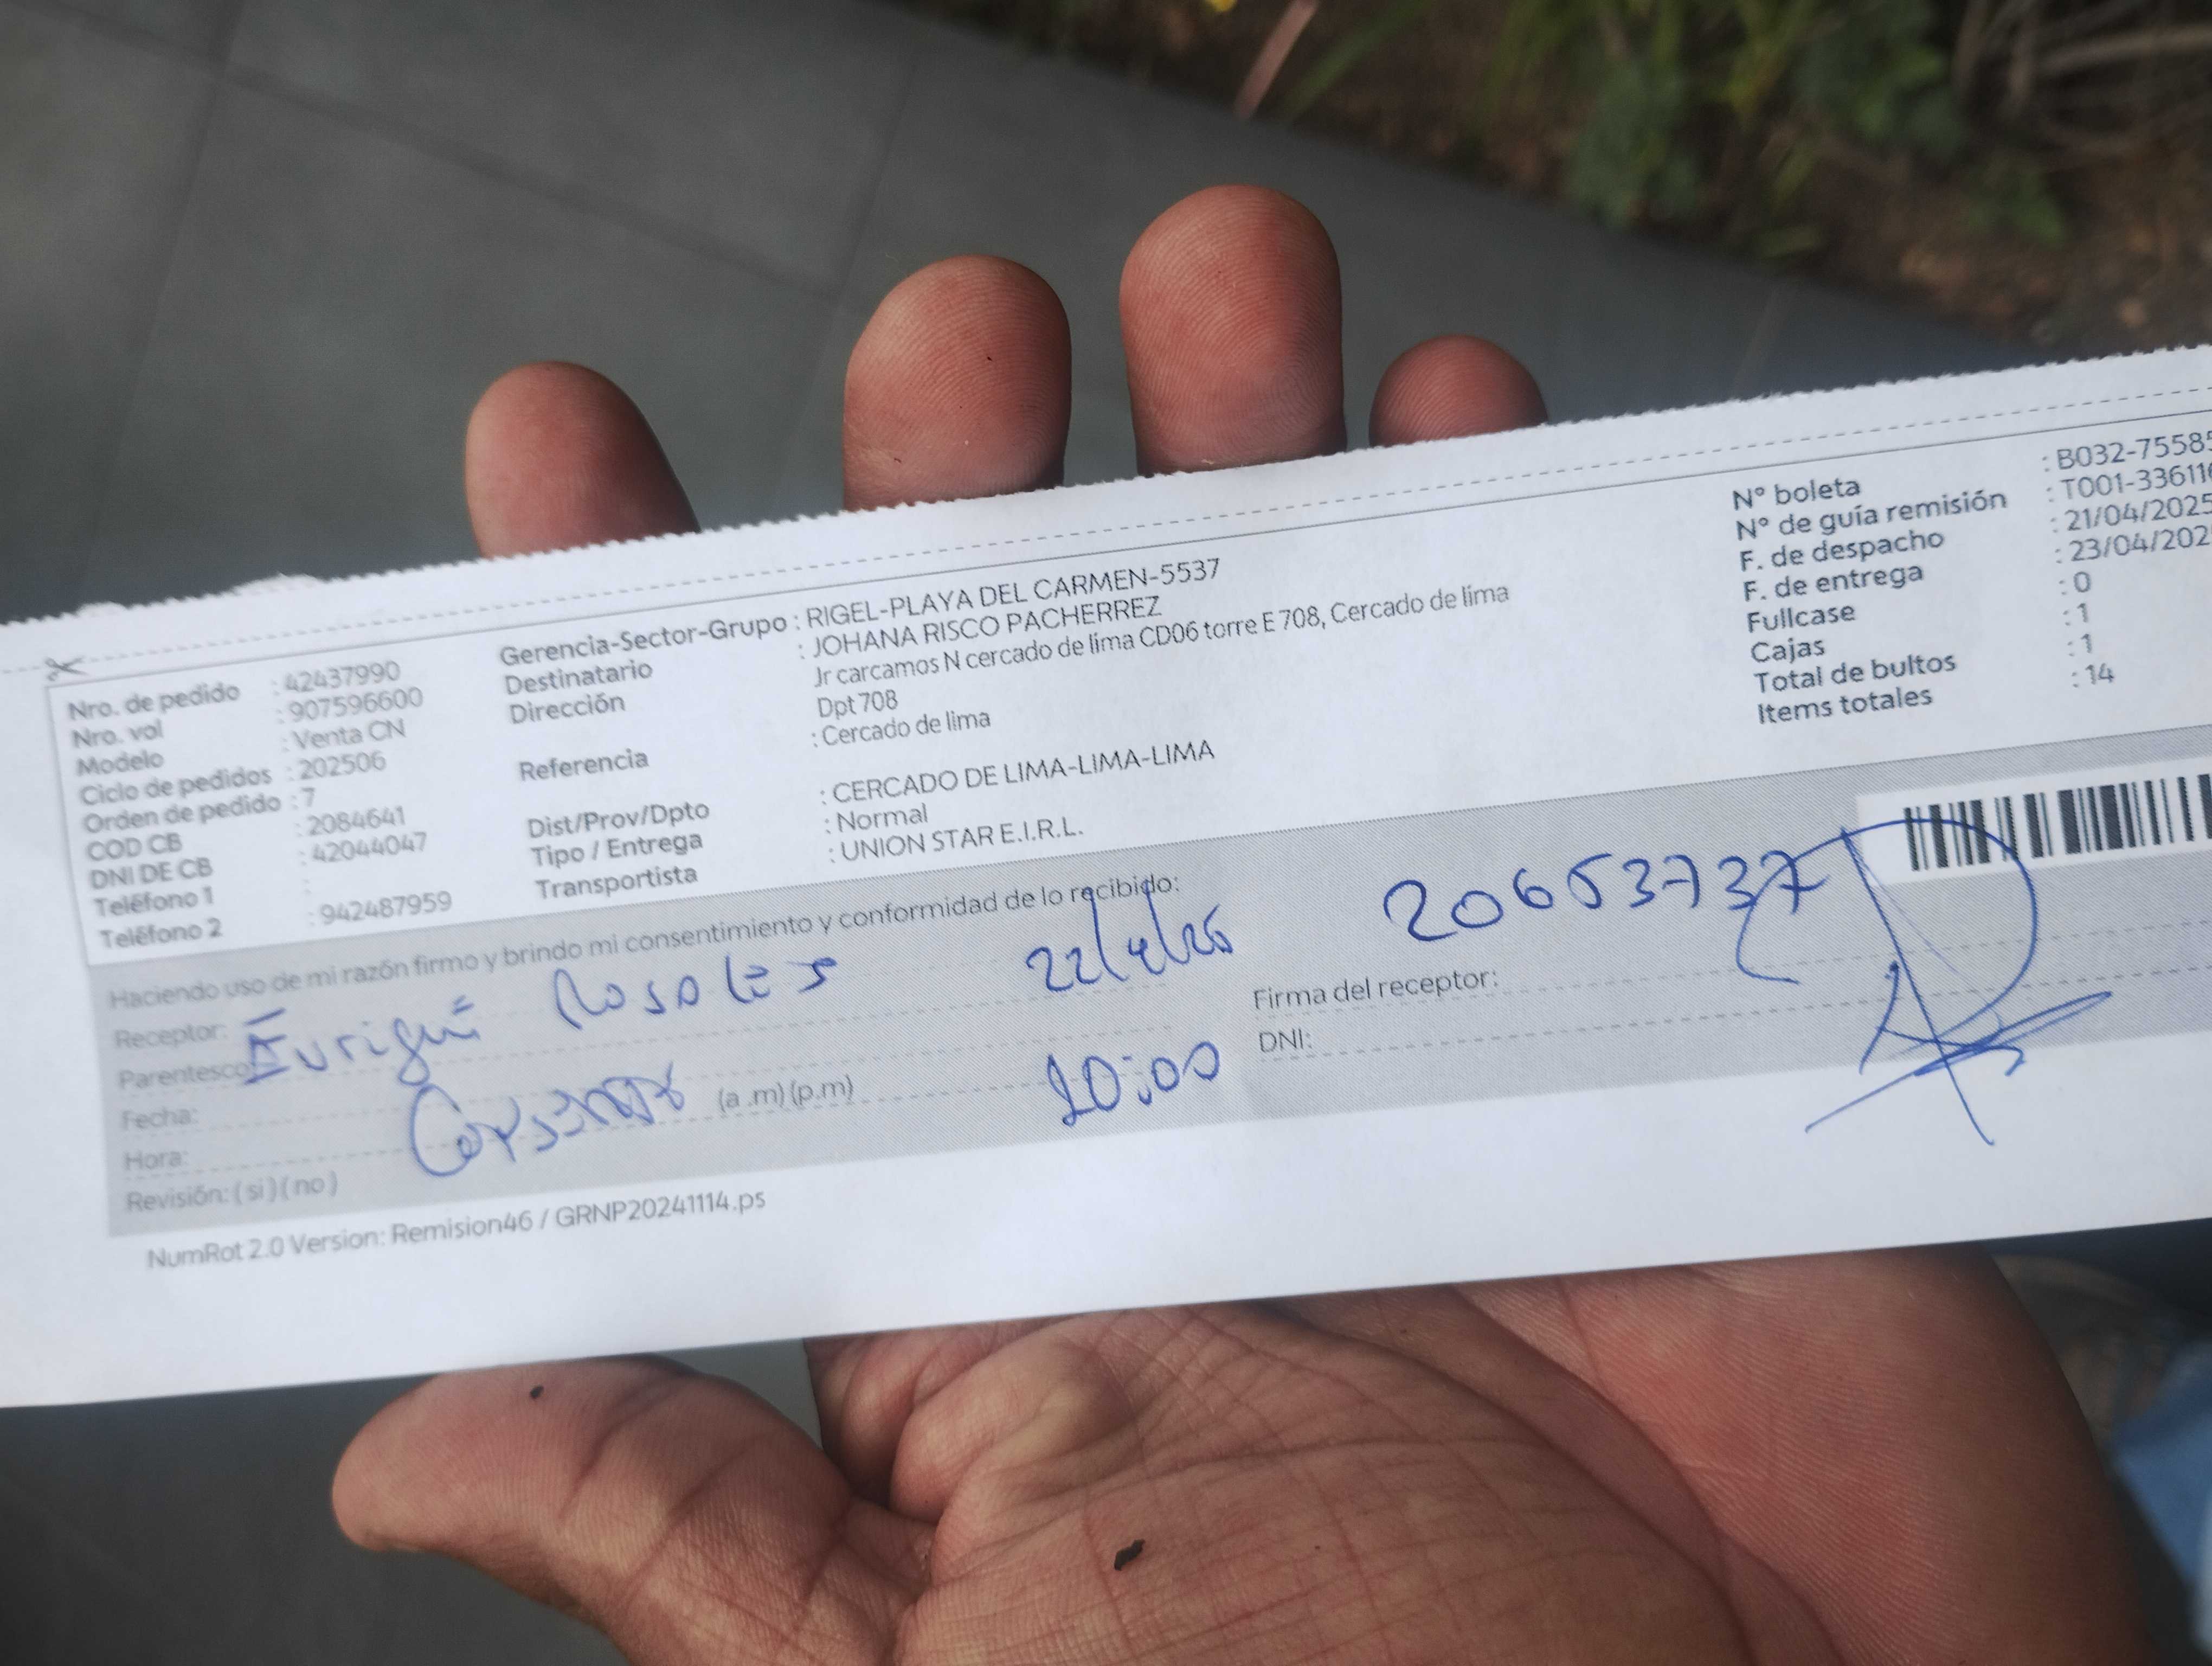 Nro. de pedido : 42437990
Nro. vol : 907596600
Modelo : Venta CN
Ciclo de pedidos : 202506
Orden de pedido : 7
COD CB : 2084641
DNI DE CB : 42044047
Teléfono 1 :
Teléfono 2 : 942487959
Gerencia-Sector-Grupo : RIGEL-PLAYA DEL CARMEN-5537
Destinatario : JOHANA RISCO PACHERREZ
Dirección Jr carcamos N cercado de lima CD06 torre E 708, Cercado de lima
Dpt 708
Referencia : Cercado de lima
Dist/Prov/Dpto : CERCADO DE LIMA-LIMA-LIMA
Tipo / Entrega : Normal
Transportista : UNION STAR E.I.R.L.
N° boleta : B032-7558
N° de guía remisión : T001-33611
F. de despacho : 21/04/2025
F. de entrega : 23/04/202
Fullcase : 0
Cajas : 1
Total de bultos : 1
Items totales : 14
Haciendo uso de mi razón firmo y brindo mi consentimiento y conformidad de lo recibido:
Receptor: Rosales 22/4/25
Parentesco:
Fecha:
Hora: (a .m) (p.m) 10:00
Revisión: ( si ) ( no )
20653737
Firma del receptor:
DNI:
NumRot 2.0 Version: Remision46 / GRNP20241114.ps